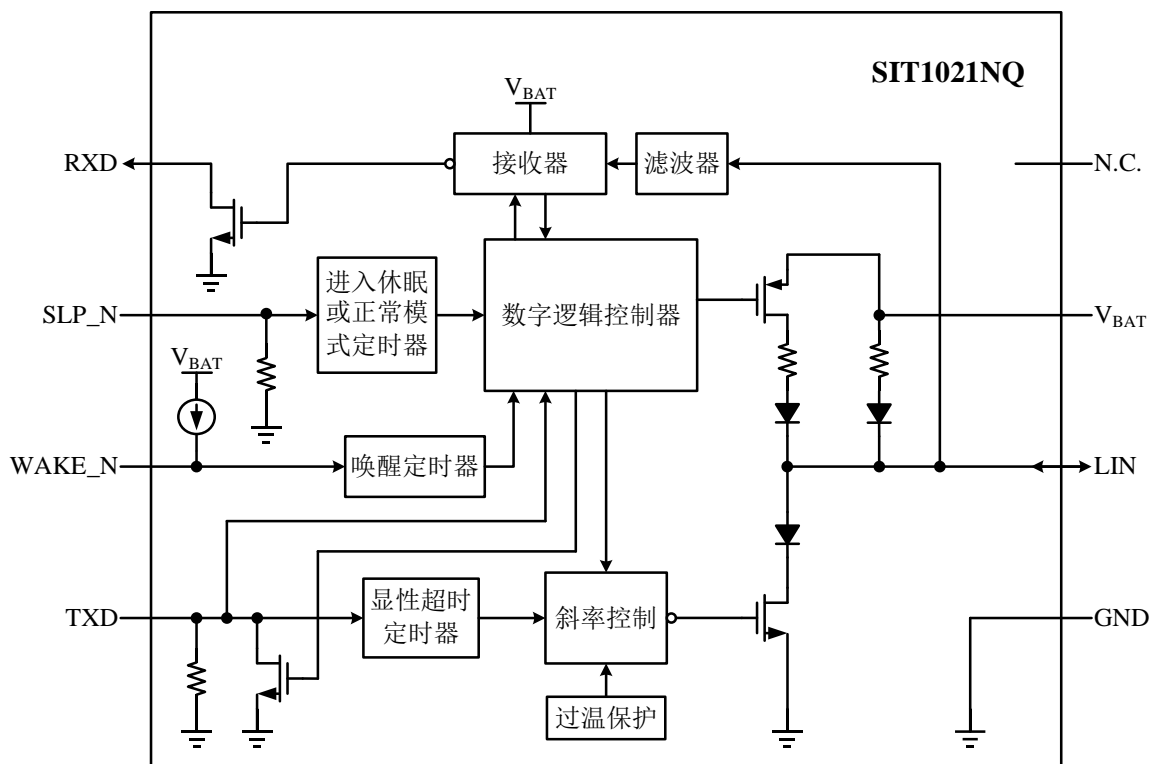 SIT1021NQ
V_BAT
RXD
接收器
滤波器
N.C.
SLP_N
进入休眠
或正常模
式定时器
数字逻辑控制器
V_BAT
V_BAT
WAKE_N
唤醒定时器
LIN
TXD
显性超时
定时器
斜率控制
GND
过温保护